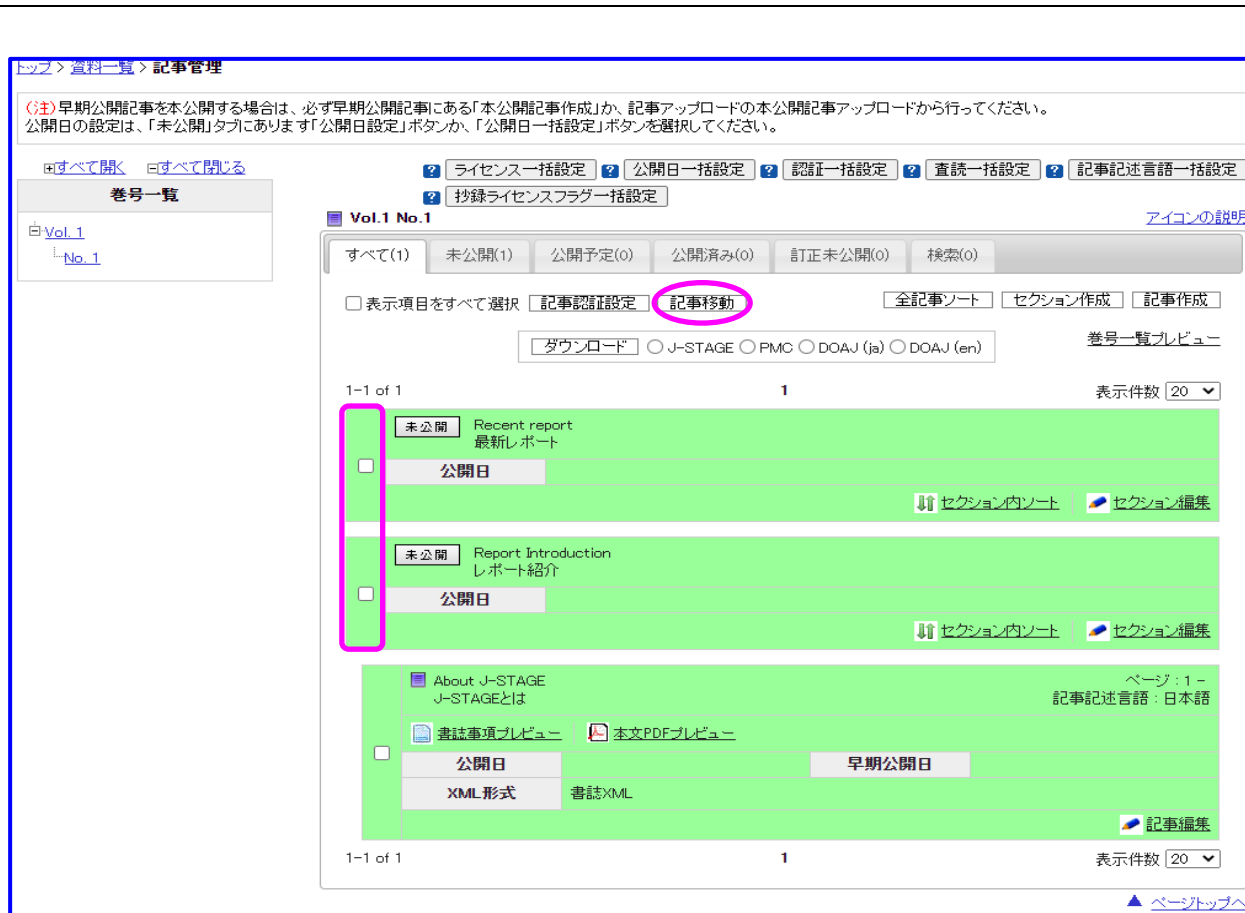 トップ > 資料一覧 > 記事管理
(注)早期公開記事を本公開する場合は、必ず早期公開記事にある「本公開記事作成」か、記事アップロードの本公開記事アップロードから行ってください。
公開日の設定は、「未公開」タブにあります「公開日設定」ボタンか、「公開日一括設定」ボタンを選択してください。
すべて開く すべて閉じる
巻号一覧
Vol. 1
No. 1
? ライセンス一括設定 ? 公開日一括設定 ? 認証一括設定 ? 査読一括設定 ? 記事記述言語一括設定
? 抄録ライセンスフラグ一括設定
Vol.1 No.1 アイコンの説明
すべて(1) 未公開(1) 公開予定(0) 公開済み(0) 訂正未公開(0) 検索(0)
表示項目をすべて選択 記事認証設定 記事移動 全記事ソート セクション作成 記事作成
ダウンロード J-STAGE PMC DOAJ (ja) DOAJ (en) 巻号一覧プレビュー
1-1 of 1 1 表示件数 20
未公開 Recent report
最新レポート
公開日
セクション内ソート セクション編集
未公開 Report Introduction
レポート紹介
公開日
セクション内ソート セクション編集
About J-STAGE ページ : 1 -
J-STAGEとは 記事記述言語 : 日本語
書誌事項プレビュー 本文PDFプレビュー
公開日 早期公開日
XML形式 書誌XML
記事編集
1-1 of 1 1 表示件数 20
▲ ページトップへ